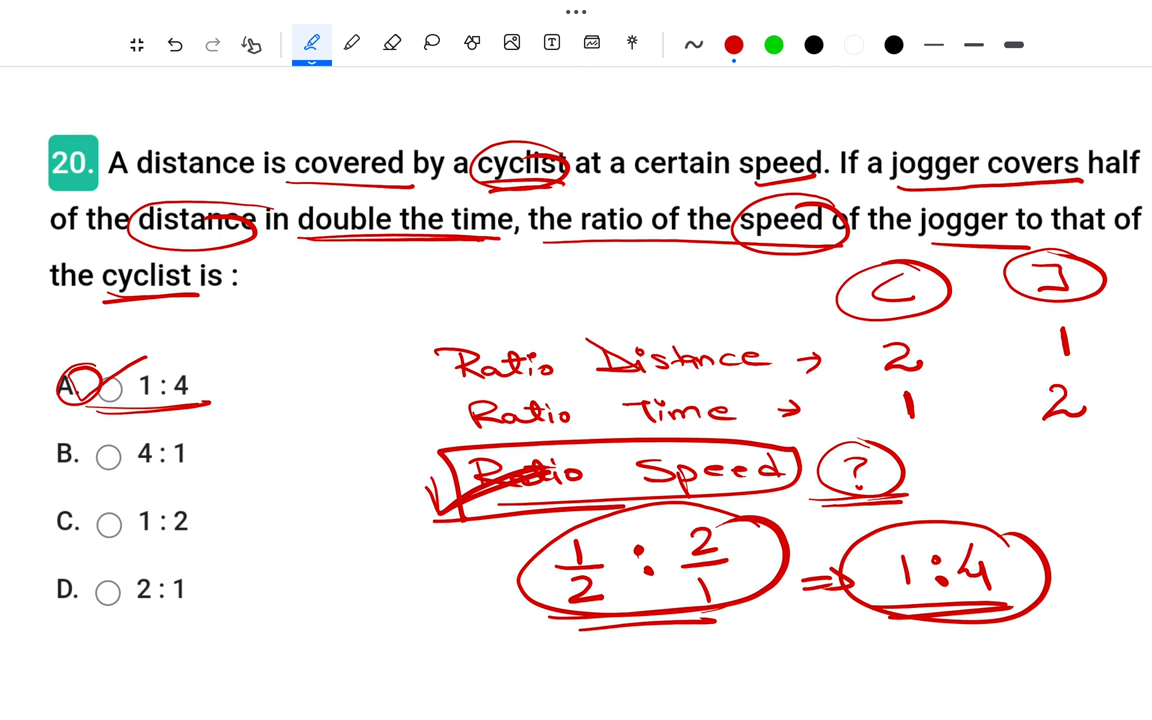 20. A distance is covered by a cyclist at a certain speed. If a jogger covers half
of the distance in double the time, the ratio of the speed of the jogger to that of
the cyclist is :
C J
Ratio Distance → 2 1
Ratio Time → 1 2
Ratio Speed ?
1/2 : 2/1 ⇒ 1:4
A. 1 : 4
B. 4 : 1
C. 1 : 2
D. 2 : 1